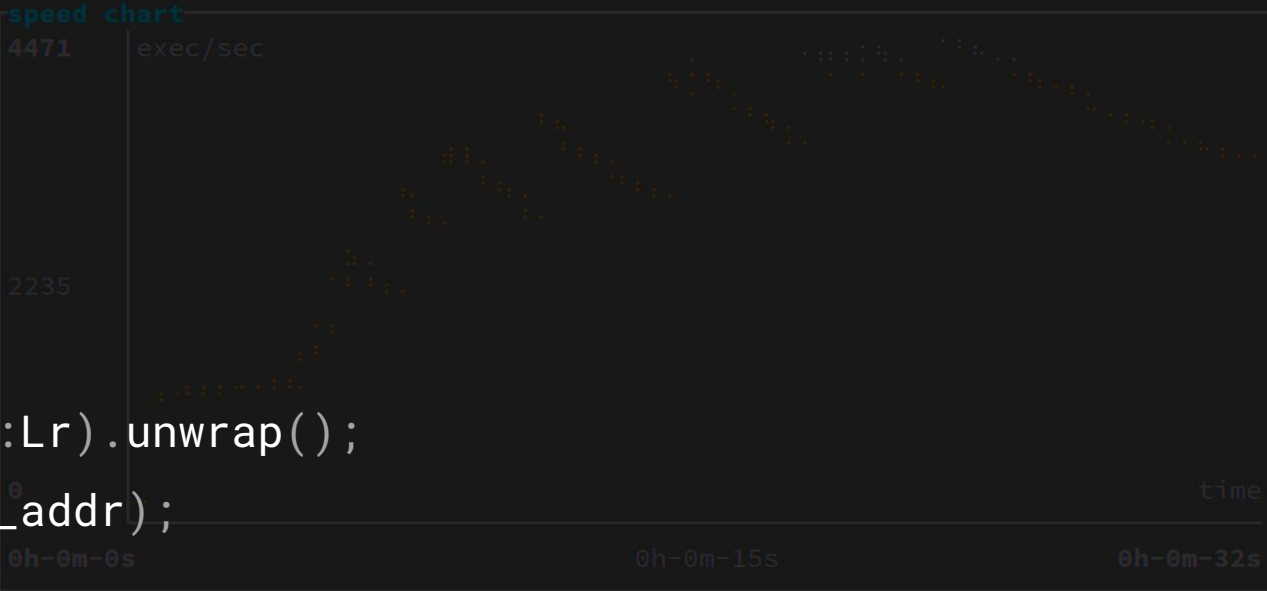 speed chart
4471 exec/sec
2235
:Lr).unwrap();
0 time
_addr);
0h-0m-0s 0h-0m-15s 0h-0m-32s